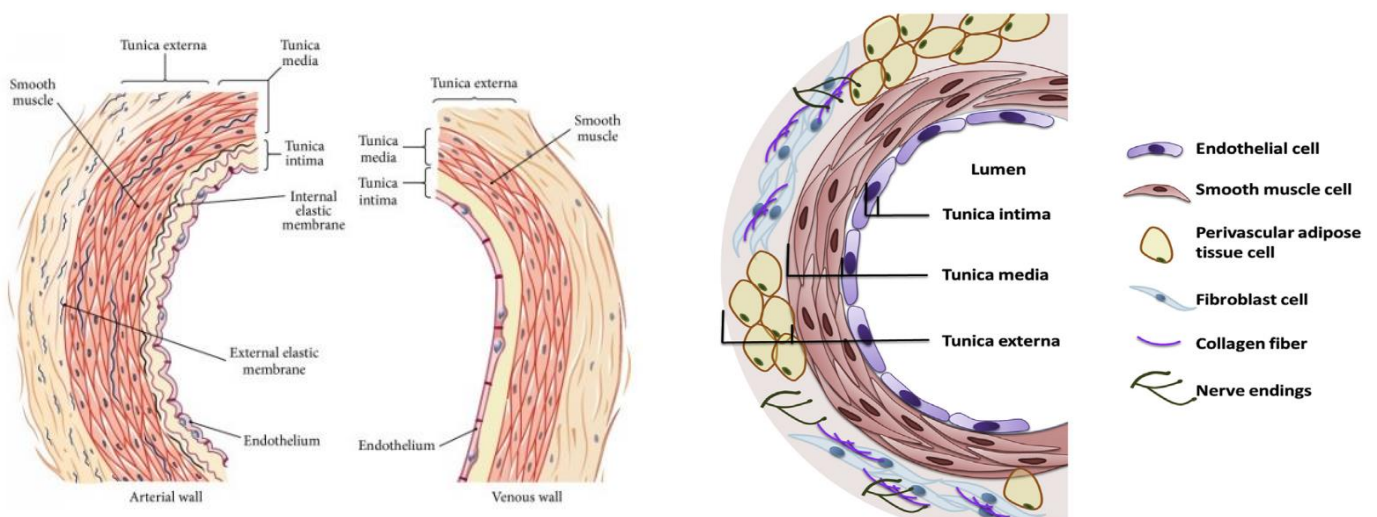 Tunica externa
Tunica
media
Smooth
muscle
Tunica
intima
Internal
elastic
membrane
External elastic
membrane
Endothelium
Arterial wall
Tunica externa
Smooth
muscle
Tunica
media
Tunica
intima
Endothelium
Venous wall
Lumen
Tunica intima
Tunica media
Tunica externa
Endothelial cell
Smooth muscle cell
Perivascular adipose
tissue cell
Fibroblast cell
Collagen fiber
Nerve endings